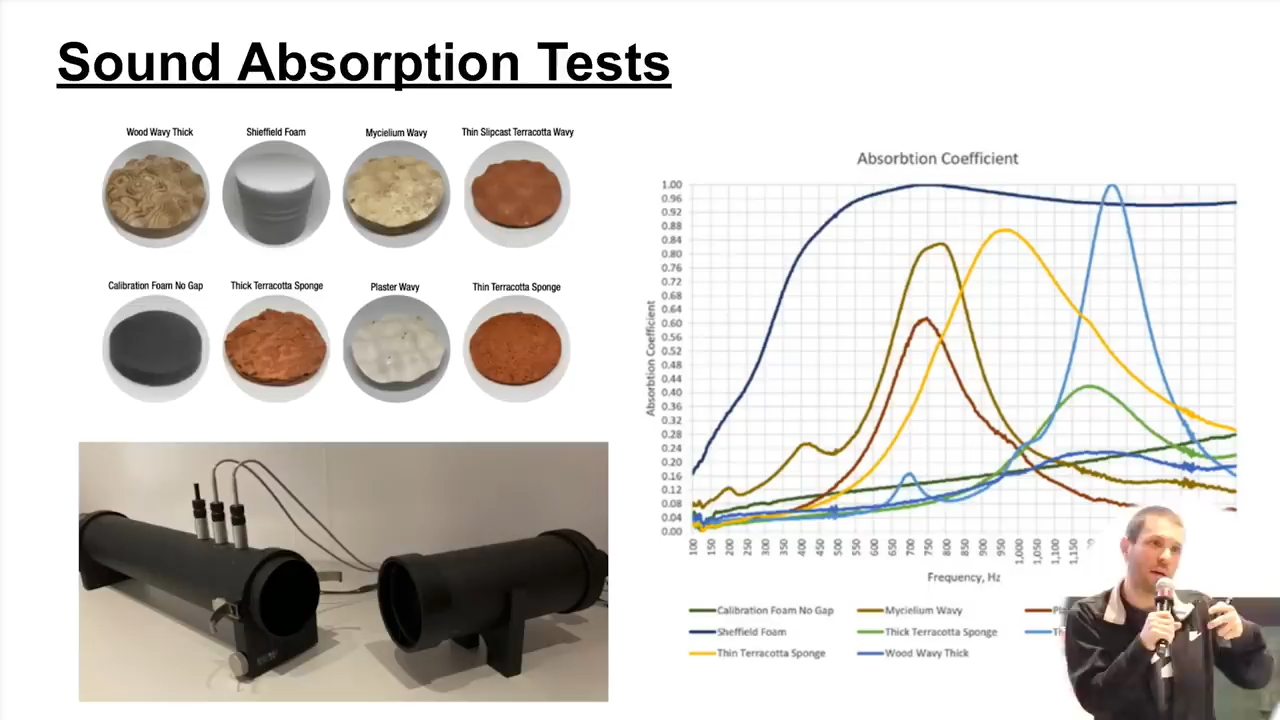 Sound Absorption Tests
Wood Wavy Thick
Shieffield Foam
Mycielium Wavy
Thin Slipcast Terracotta Wavy
Calibration Foam No Gap
Thick Terracotta Sponge
Plaster Wavy
Thin Terracotta Sponge
Absorbtion Coefficient
Absorbtion Coefficient
1.00
0.96
0.92
0.88
0.84
0.80
0.76
0.72
0.68
0.64
0.60
0.56
0.52
0.48
0.44
0.40
0.36
0.32
0.28
0.24
0.20
0.16
0.12
0.08
0.04
0.00
100 150 200 250 300 350 400 450 500 550 600 650 700 750 800 850 900 950 1,000 1,050 1,100 1,150
Frequency, Hz
Calibration Foam No Gap
Mycielium Wavy
Sheffield Foam
Thick Terracotta Sponge
Thin Terracotta Sponge
Wood Wavy Thick